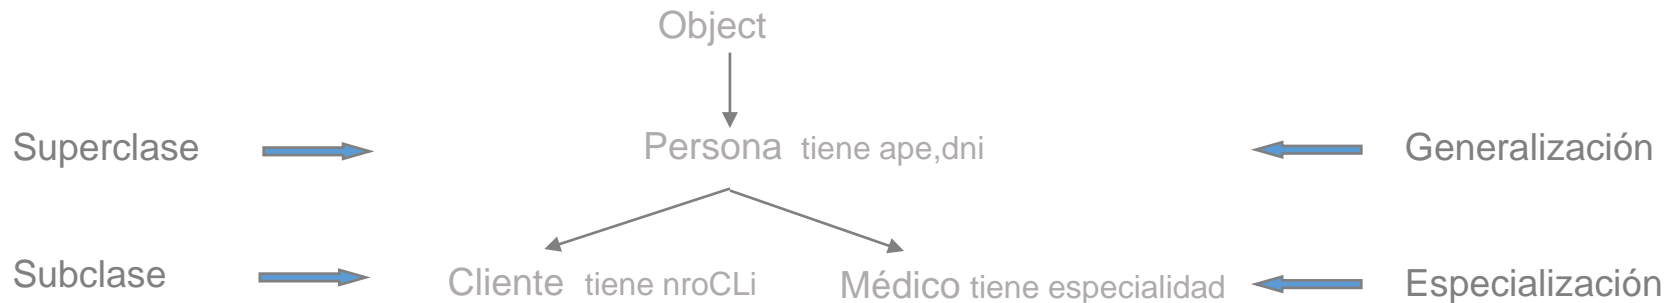 Object
Superclase Persona tiene ape,dni Generalización
Subclase Cliente tiene nroCLi Médico tiene especialidad Especialización